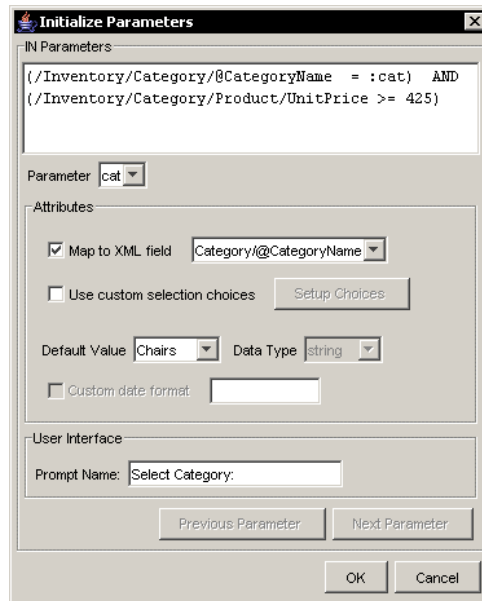 Initialize Parameters
IN Parameters
(/Inventory/Category/@CategoryName = :cat) AND
(/Inventory/Category/Product/UnitPrice >= 425)
Parameter cat
Attributes
Map to XML field Category/@CategoryName
Use custom selection choices Setup Choices
Default Value Chairs Data Type string
Custom date format
User Interface
Prompt Name: Select Category:
Previous Parameter Next Parameter
OK Cancel